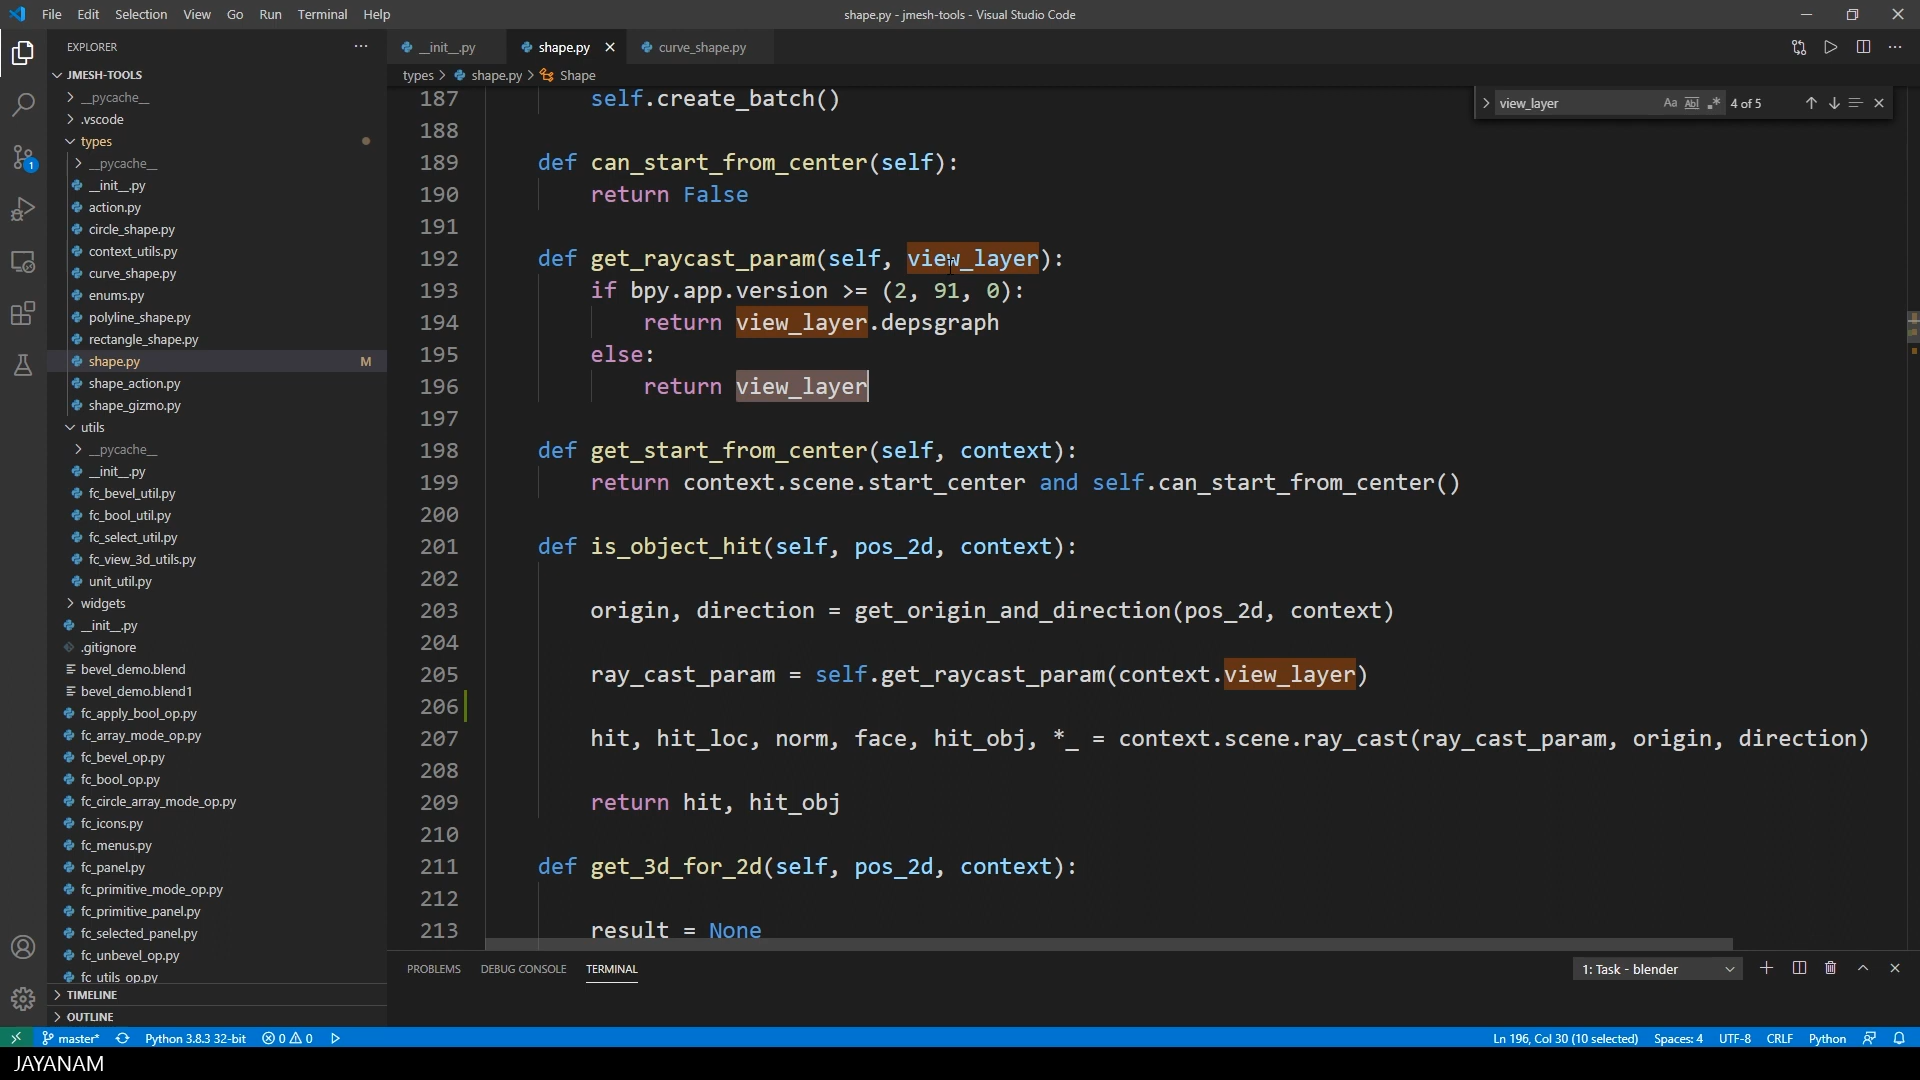 File Edit Selection View Go Run Terminal Help
shape.py - jmesh-tools - Visual Studio Code
EXPLORER
JMESH-TOOLS
__pycache__
.vscode
types
__pycache__
__init__.py
action.py
circle_shape.py
context_utils.py
curve_shape.py
enums.py
polyline_shape.py
rectangle_shape.py
shape.py M
shape_action.py
shape_gizmo.py
utils
__pycache__
__init__.py
fc_bevel_util.py
fc_bool_util.py
fc_select_util.py
fc_view_3d_utils.py
unit_util.py
widgets
__init__.py
.gitignore
bevel_demo.blend
bevel_demo.blend1
fc_apply_bool_op.py
fc_array_mode_op.py
fc_bevel_op.py
fc_bool_op.py
fc_circle_array_mode_op.py
fc_icons.py
fc_menus.py
fc_panel.py
fc_primitive_mode_op.py
fc_primitive_panel.py
fc_selected_panel.py
fc_unbevel_op.py
fc_utils_op.py
TIMELINE
OUTLINE
1
__init__.py shape.py curve_shape.py
types > shape.py > Shape
view_layer Aa Abl .* 4 of 5
187 self.create_batch()
188
189 def can_start_from_center(self):
190 return False
191
192 def get_raycast_param(self, view_layer):
193 if bpy.app.version >= (2, 91, 0):
194 return view_layer.depsgraph
195 else:
196 return view_layer
197
198 def get_start_from_center(self, context):
199 return context.scene.start_center and self.can_start_from_center()
200
201 def is_object_hit(self, pos_2d, context):
202
203 origin, direction = get_origin_and_direction(pos_2d, context)
204
205 ray_cast_param = self.get_raycast_param(context.view_layer)
206
207 hit, hit_loc, norm, face, hit_obj, *_ = context.scene.ray_cast(ray_cast_param, origin, direction)
208
209 return hit, hit_obj
210
211 def get_3d_for_2d(self, pos_2d, context):
212
213 result = None
PROBLEMS DEBUG CONSOLE TERMINAL
1: Task - blender
master* Python 3.8.3 32-bit 0 0
Ln 196, Col 30 (10 selected) Spaces: 4 UTF-8 CRLF Python
JAYANAM